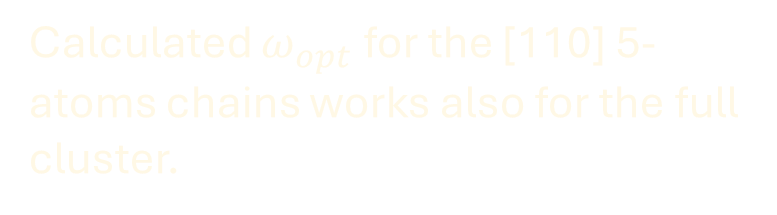 Calculated ω_opt for the [110] 5-
atoms chains works also for the full
cluster.